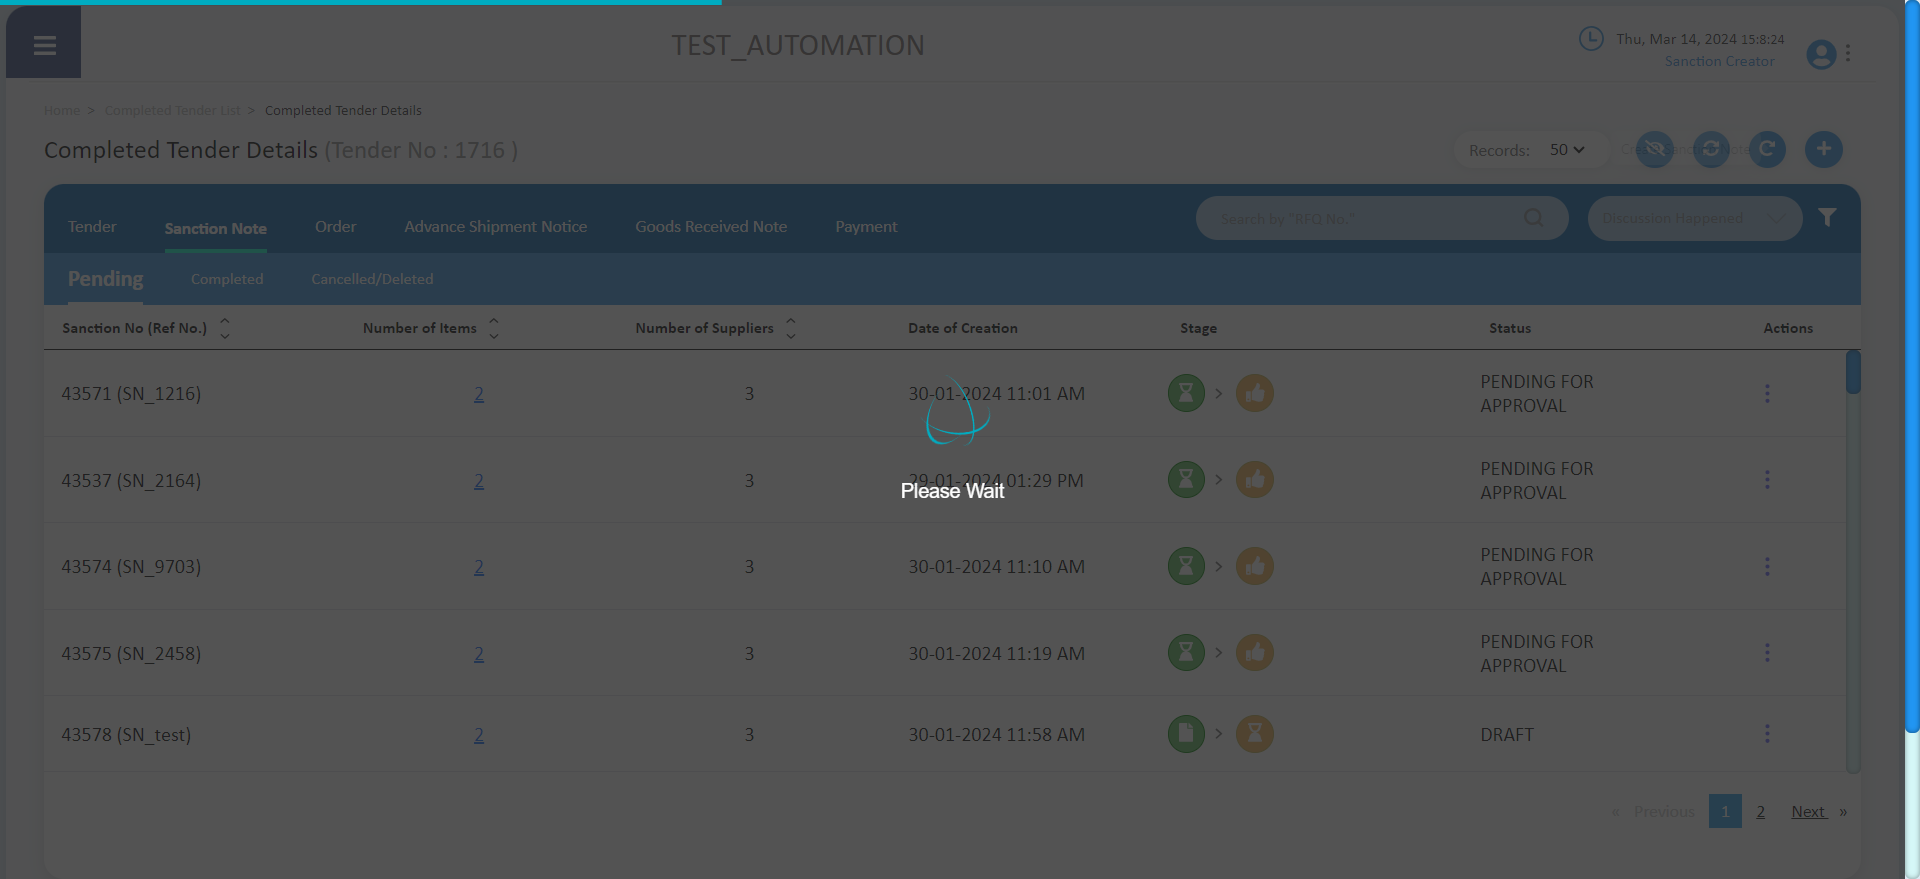 TEST_AUTOMATION
Thu, Mar 14, 2024 15:8:24
Sanction Creator
Home > Completed Tender List > Completed Tender Details
Completed Tender Details (Tender No : 1716 )
Records: 50
Create Sanction Note
Tender Sanction Note Order Advance Shipment Notice Goods Received Note Payment
Search by "RFQ No."
Discussion Happened
Pending Completed Cancelled/Deleted
Sanction No (Ref No.) Number of Items Number of Suppliers Date of Creation Stage Status Actions
43571 (SN_1216) 2 3 30-01-2024 11:01 AM > PENDING FOR
APPROVAL
43537 (SN_2164) 2 3 29-01-2024 01:29 PM > PENDING FOR
APPROVAL
Please Wait
43574 (SN_9703) 2 3 30-01-2024 11:10 AM > PENDING FOR
APPROVAL
43575 (SN_2458) 2 3 30-01-2024 11:19 AM > PENDING FOR
APPROVAL
43578 (SN_test) 2 3 30-01-2024 11:58 AM > DRAFT
« Previous 1 2 Next »